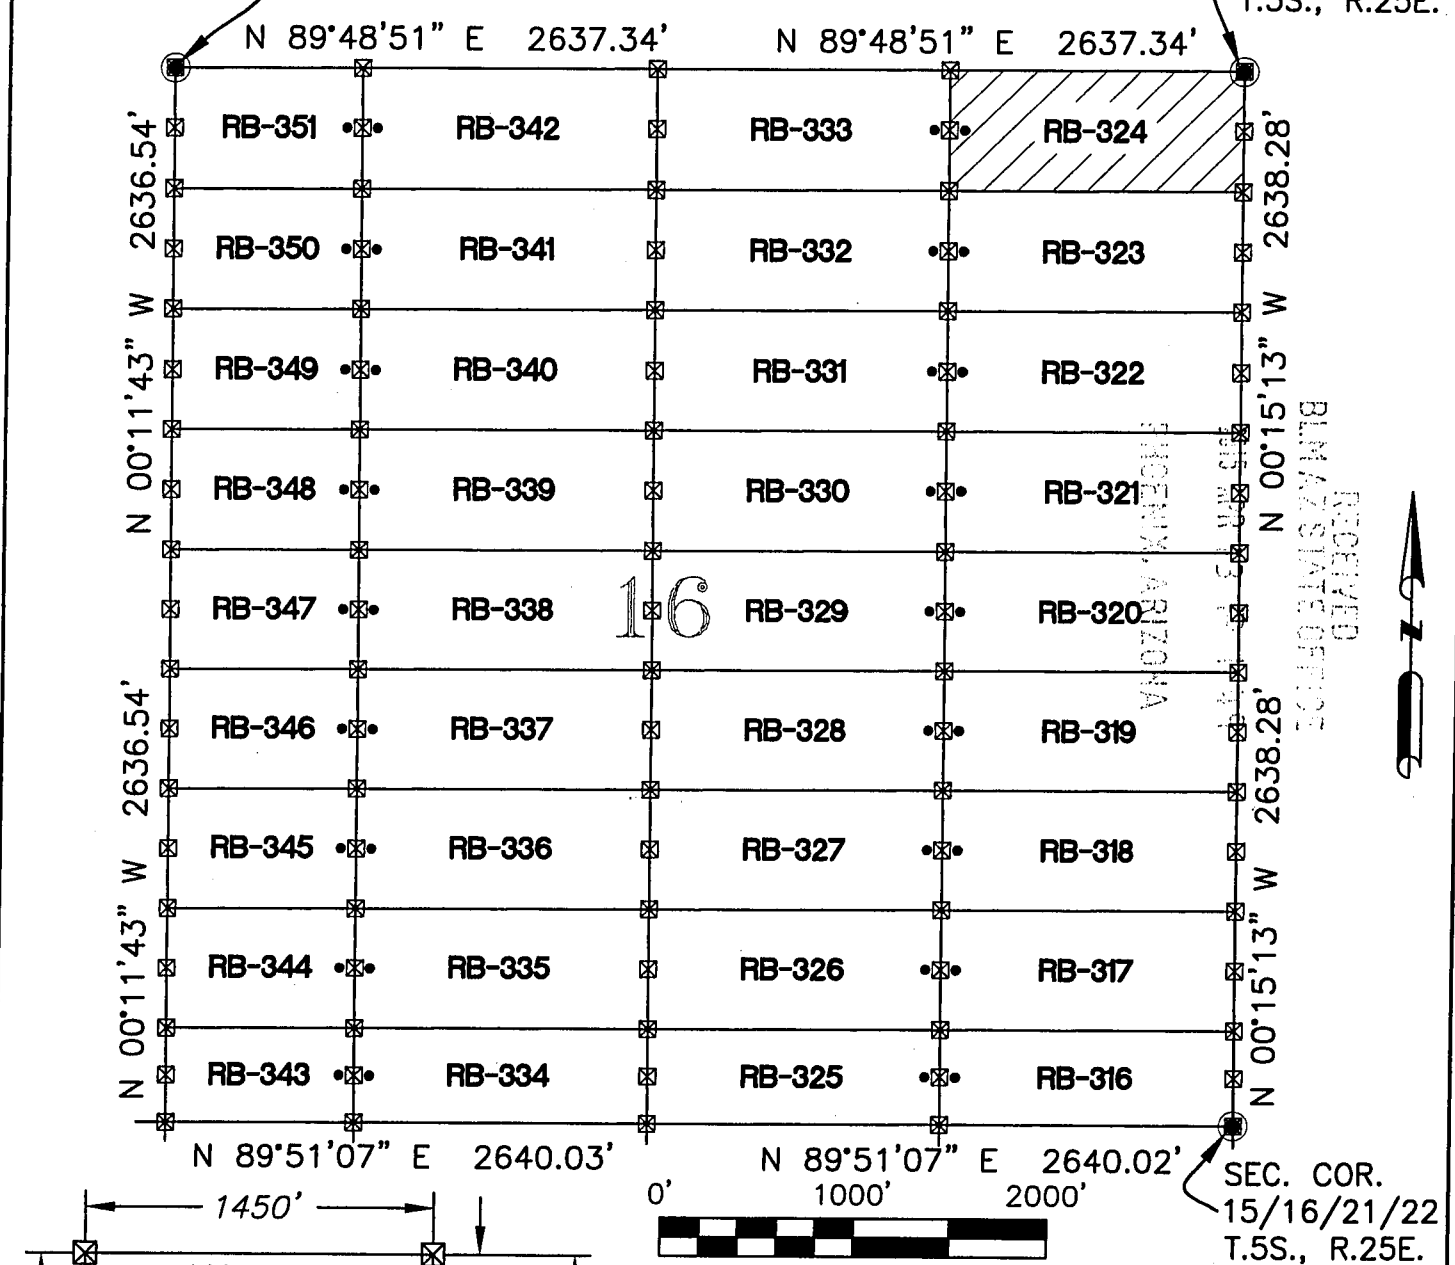 T.5S., R.25E.
N 89°48'51" E 2637.34' N 89°48'51" E 2637.34'
RB-351 RB-342 RB-333 RB-324
RB-350 RB-341 RB-332 RB-323
RB-349 RB-340 RB-331 RB-322
RB-348 RB-339 RB-330 RB-321
RB-347 RB-338 16 RB-329 RB-320
RB-346 RB-337 RB-328 RB-319
RB-345 RB-336 RB-327 RB-318
RB-344 RB-335 RB-326 RB-317
RB-343 RB-334 RB-325 RB-316
N 00°11'43" W 2636.54'
N 00°11'43" W 2636.54'
N 00°15'13" W 2638.28'
N 00°15'13" W 2638.28'
RECEIVED
BLM AZ STATE OFFICE
PHOENIX, ARIZONA
N
N 89°51'07" E 2640.03' N 89°51'07" E 2640.02'
SEC. COR.
15/16/21/22
T.5S., R.25E.
1450'
0' 1000' 2000'